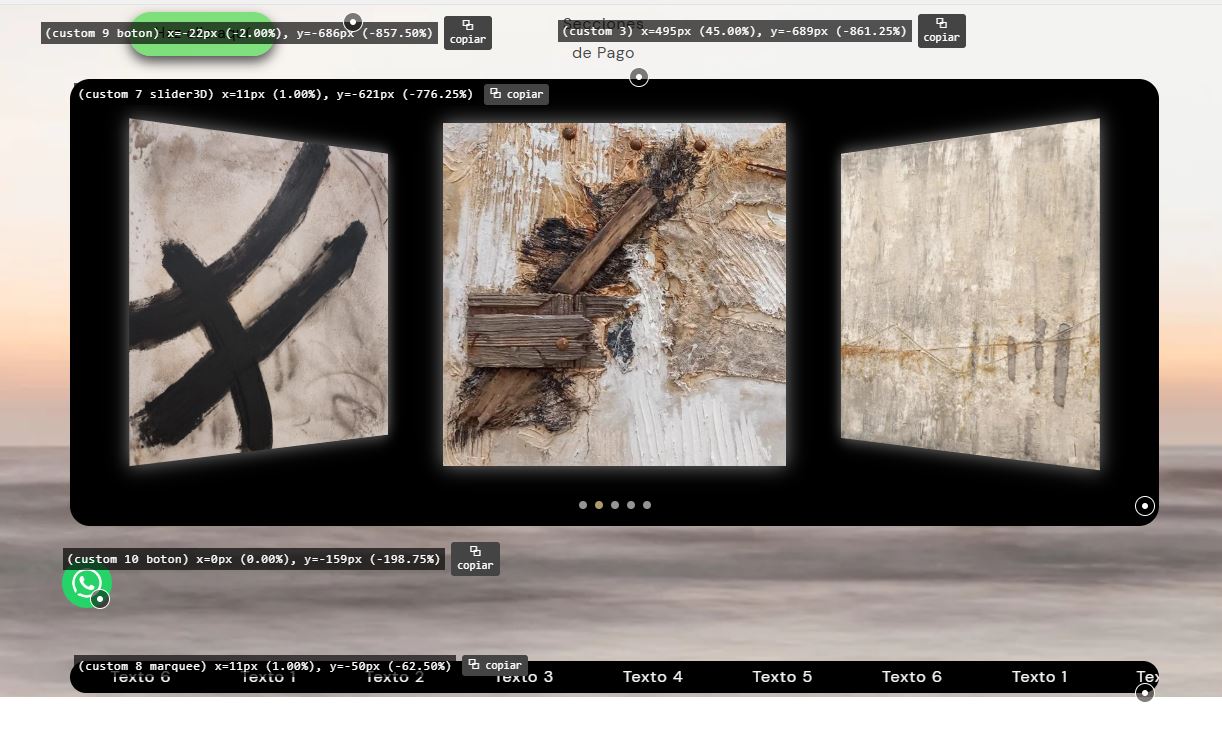 (custom 9 boton) x=-22px (-2.00%), y=-686px (-857.50%)
copiar
Secciones
(custom 3) x=495px (45.00%), y=-689px (-861.25%)
copiar
de Pago
(custom 7 slider3D) x=11px (1.00%), y=-621px (-776.25%)
copiar
(custom 10 boton) x=0px (0.00%), y=-159px (-198.75%)
copiar
(custom 8 marquee) x=11px (1.00%), y=-50px (-62.50%)
copiar
Texto 6 Texto 1 Texto 2 Texto 3 Texto 4 Texto 5 Texto 6 Texto 1 Tex